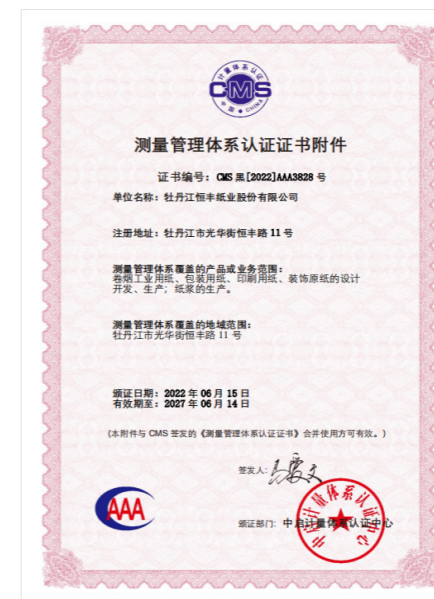 计量体系认证
CMS
中国 CHINA
测量管理体系认证证书附件
证书编号：CMS 黑[2022]AAA3828 号
单位名称：牡丹江恒丰纸业股份有限公司
注册地址：牡丹江市光华街恒丰路 11 号
测量管理体系覆盖的产品或业务范围：
卷烟工业用纸、包装用纸、印刷用纸、装饰原纸的设计
开发、生产；纸浆的生产。
测量管理体系覆盖的地域范围：
牡丹江市光华街恒丰路 11 号
颁证日期：2022 年 06 月 15 日
有效期至：2027 年 06 月 14 日
(本附件与 CMS 签发的《测量管理体系认证证书》合并使用方可有效。)
签发人：
AAA
颁证部门：中启计量体系认证中心
中启计量体系认证中心